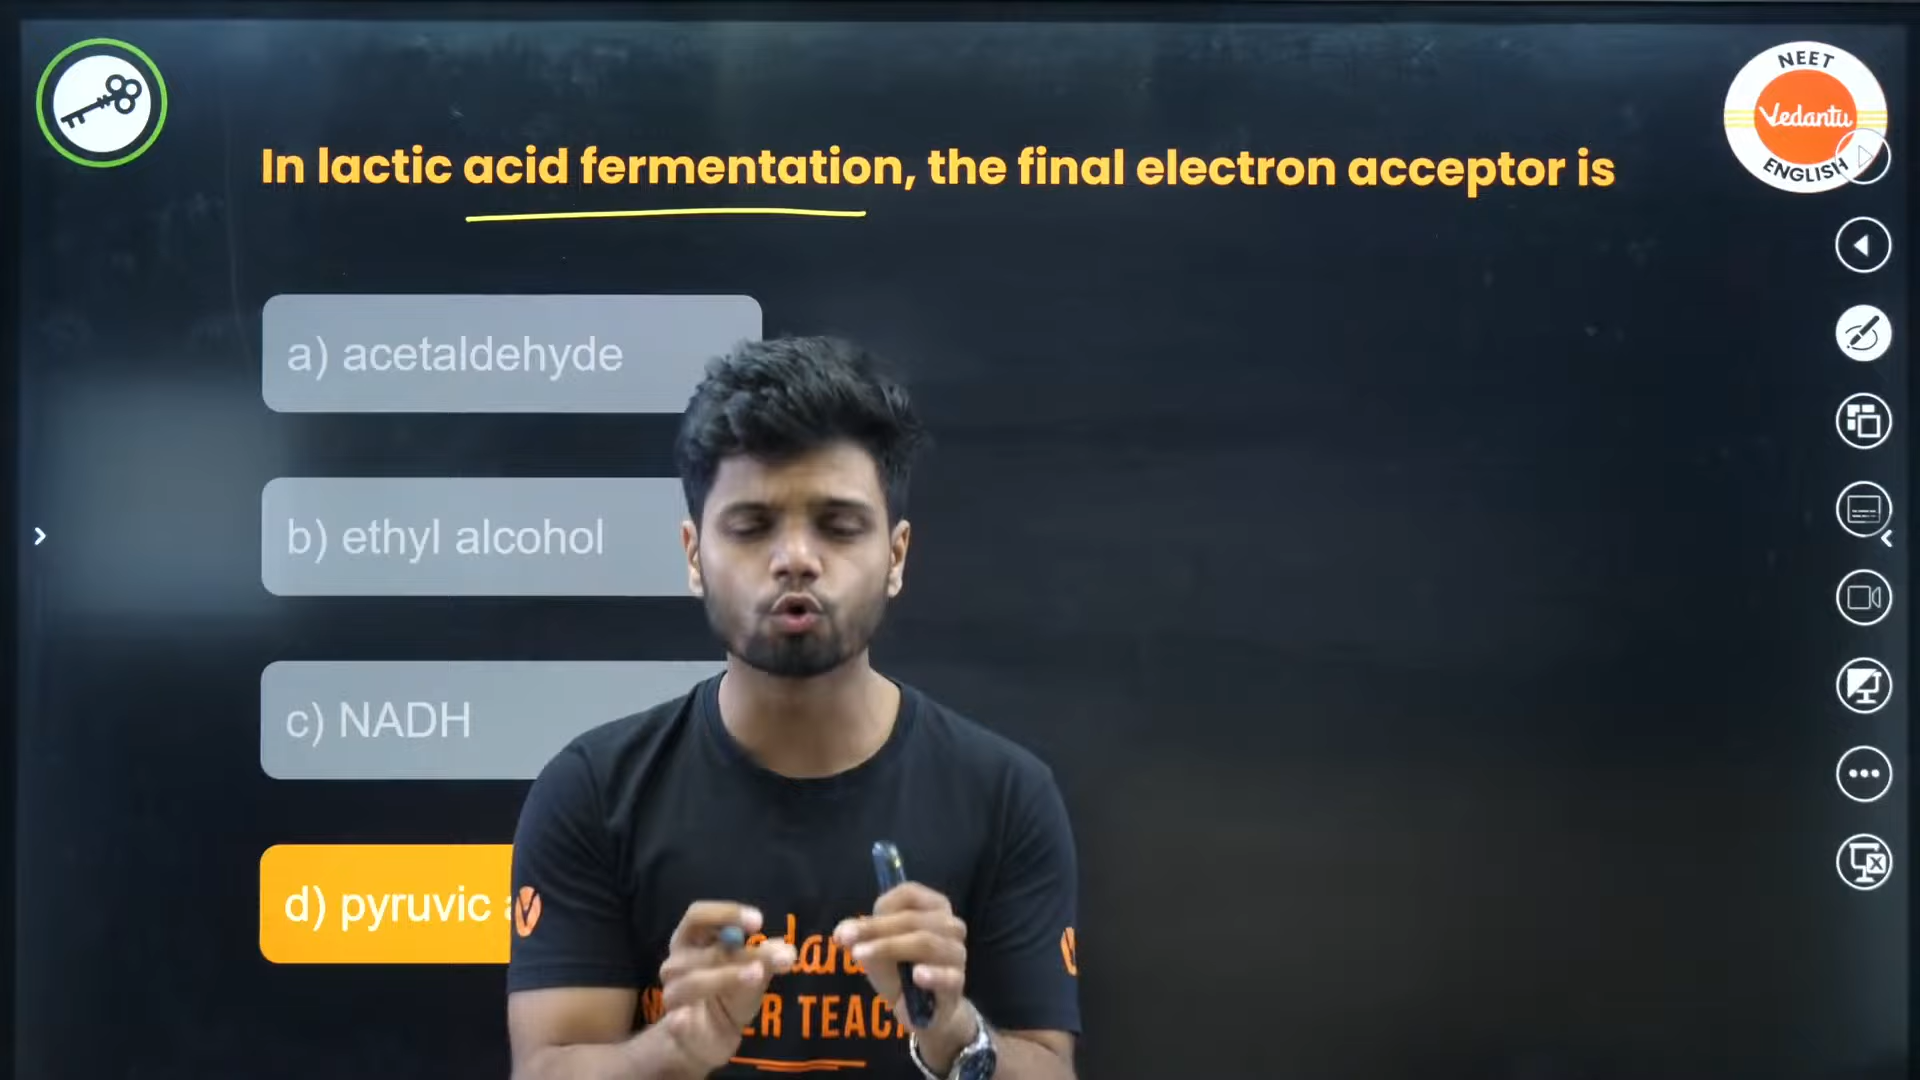 NEET
Vedantu
ENGLISH
In lactic acid fermentation, the final electron acceptor is
a) acetaldehyde
b) ethyl alcohol
c) NADH
d) pyruvic